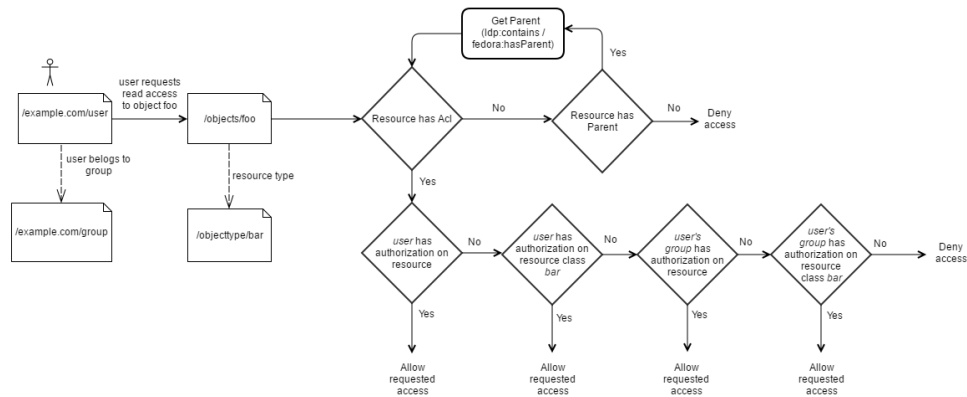 Get Parent
(ldp:contains /
fedora:hasParent)
Yes
user requests
read access
to object foo
/example.com/user
/objects/foo
Resource has Acl
No
Resource has
Parent
No
Deny
access
user belogs to
group
resource type
Yes
/example.com/group
/objecttype/bar
user has
authorization on
resource
No
user has
authorization on
resource class
bar
No
user's
group has
authorization on
resource
No
user's
group has
authorization on
resource
class bar
No
Deny
access
Yes
Yes
Yes
Yes
Allow
requested
access
Allow
requested
access
Allow
requested
access
Allow
requested
access